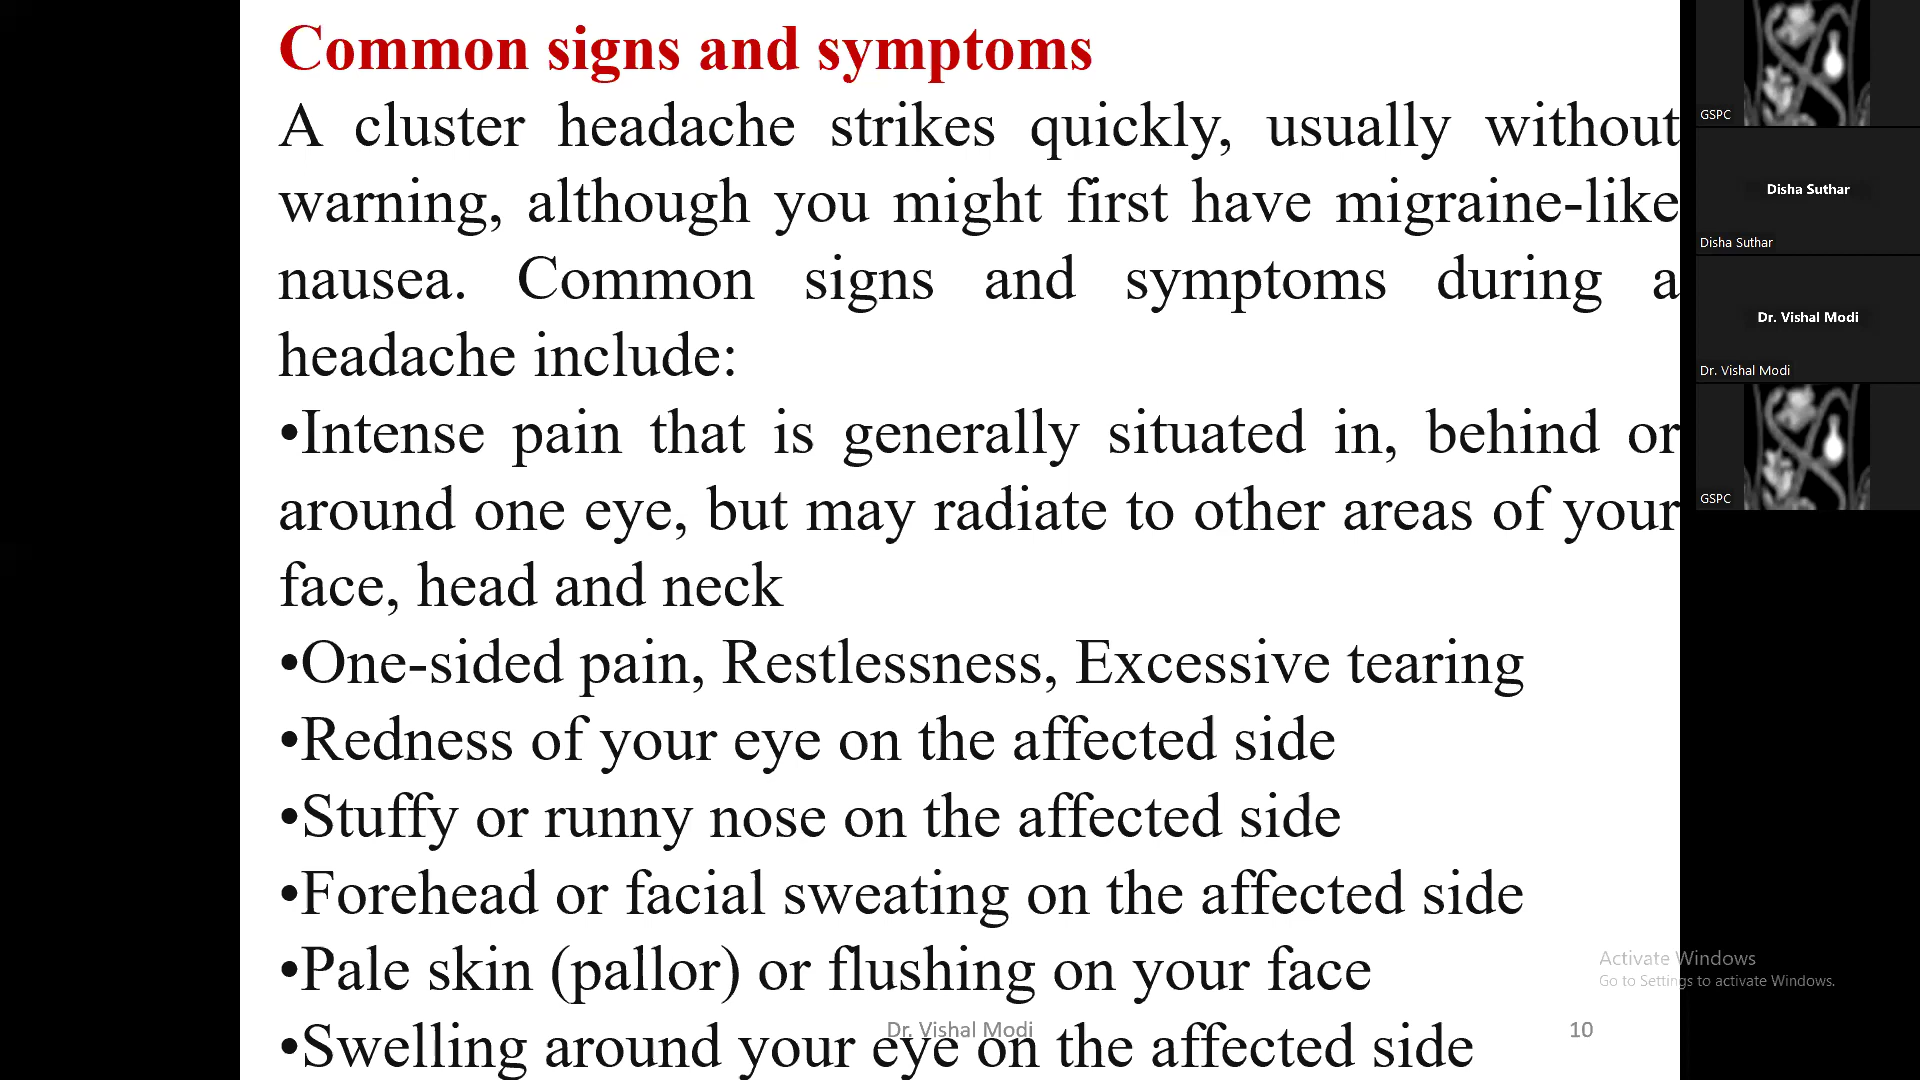 Common signs and symptoms
A cluster headache strikes quickly, usually without
warning, although you might first have migraine-like
nausea. Common signs and symptoms during a
headache include:
•Intense pain that is generally situated in, behind or
around one eye, but may radiate to other areas of your
face, head and neck
•One-sided pain, Restlessness, Excessive tearing
•Redness of your eye on the affected side
•Stuffy or runny nose on the affected side
•Forehead or facial sweating on the affected side
•Pale skin (pallor) or flushing on your face
•Swelling around your eye on the affected side
Dr. Vishal Modi
10
GSPC
Disha Suthar
Disha Suthar
Dr. Vishal Modi
Dr. Vishal Modi
GSPC
Activate Windows
Go to Settings to activate Windows.